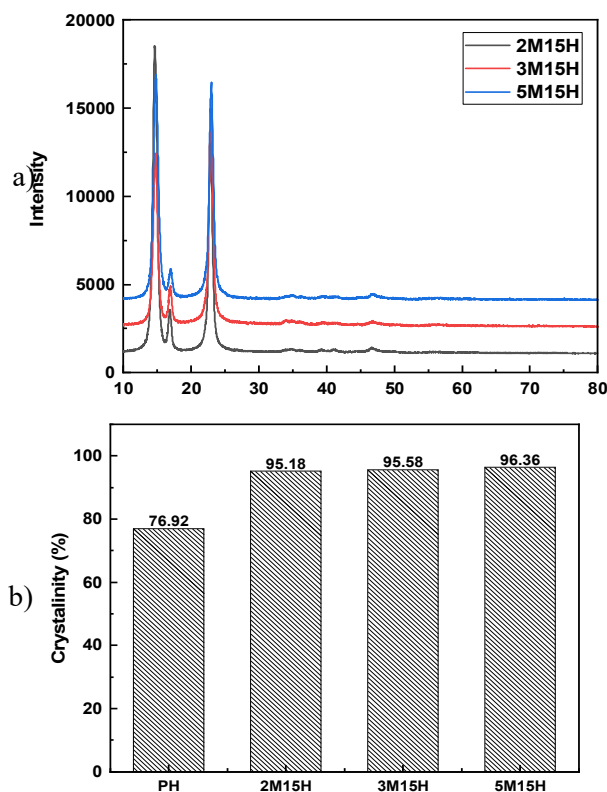 20000
15000
10000
5000
0
Intensity
a)
2M15H
3M15H
5M15H
10 20 30 40 50 60 70 80
b)
Crystalinity (%)
100
80
60
40
20
0
76.92
95.18
95.58
96.36
PH 2M15H 3M15H 5M15H